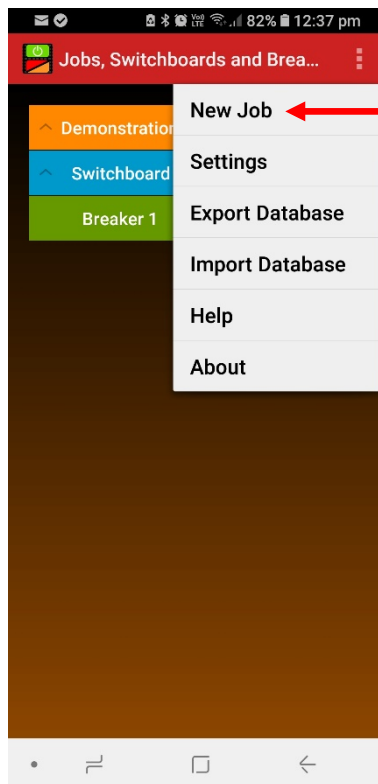 82% 12:37 pm
Jobs, Switchboards and Brea...
New Job
Demonstration
Settings
Switchboard
Export Database
Breaker 1
Import Database
Help
About